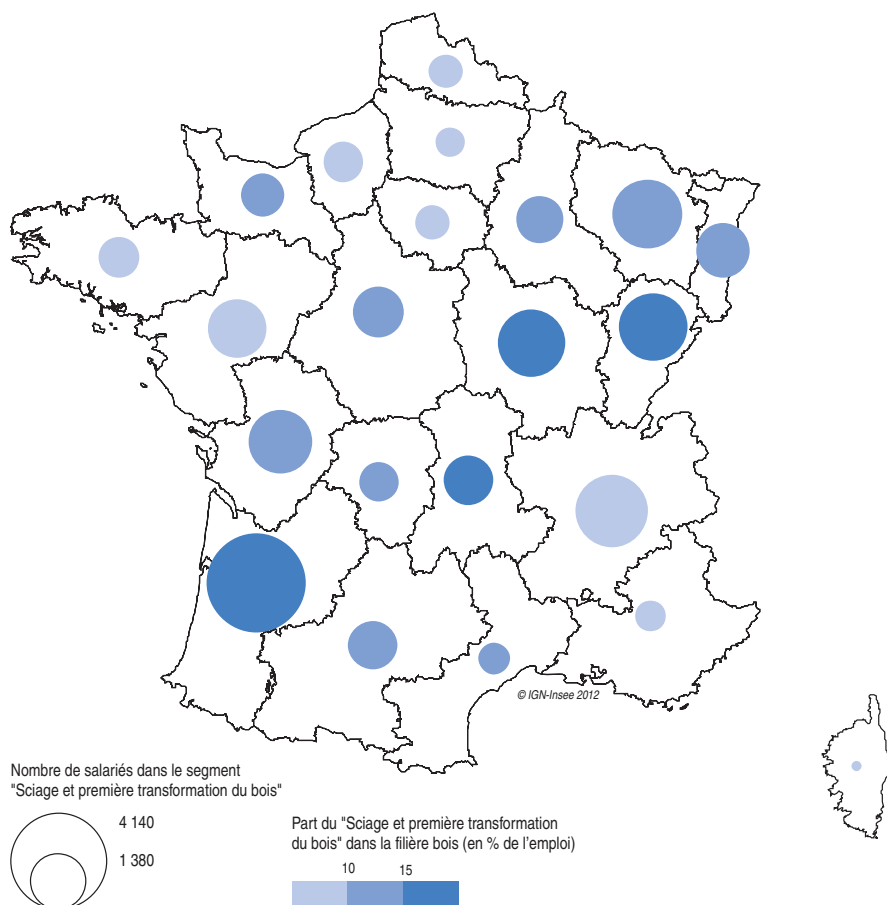 © IGN-Insee 2012
Nombre de salariés dans le segment
"Sciage et première transformation du bois"
4 140
1 380
Part du "Sciage et première transformation
du bois" dans la filière bois (en % de l'emploi)
10 15